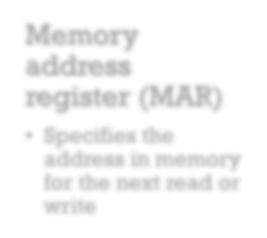 Memory
address
register (MAR)
• Specifies the
address in memory
for the next read or
write